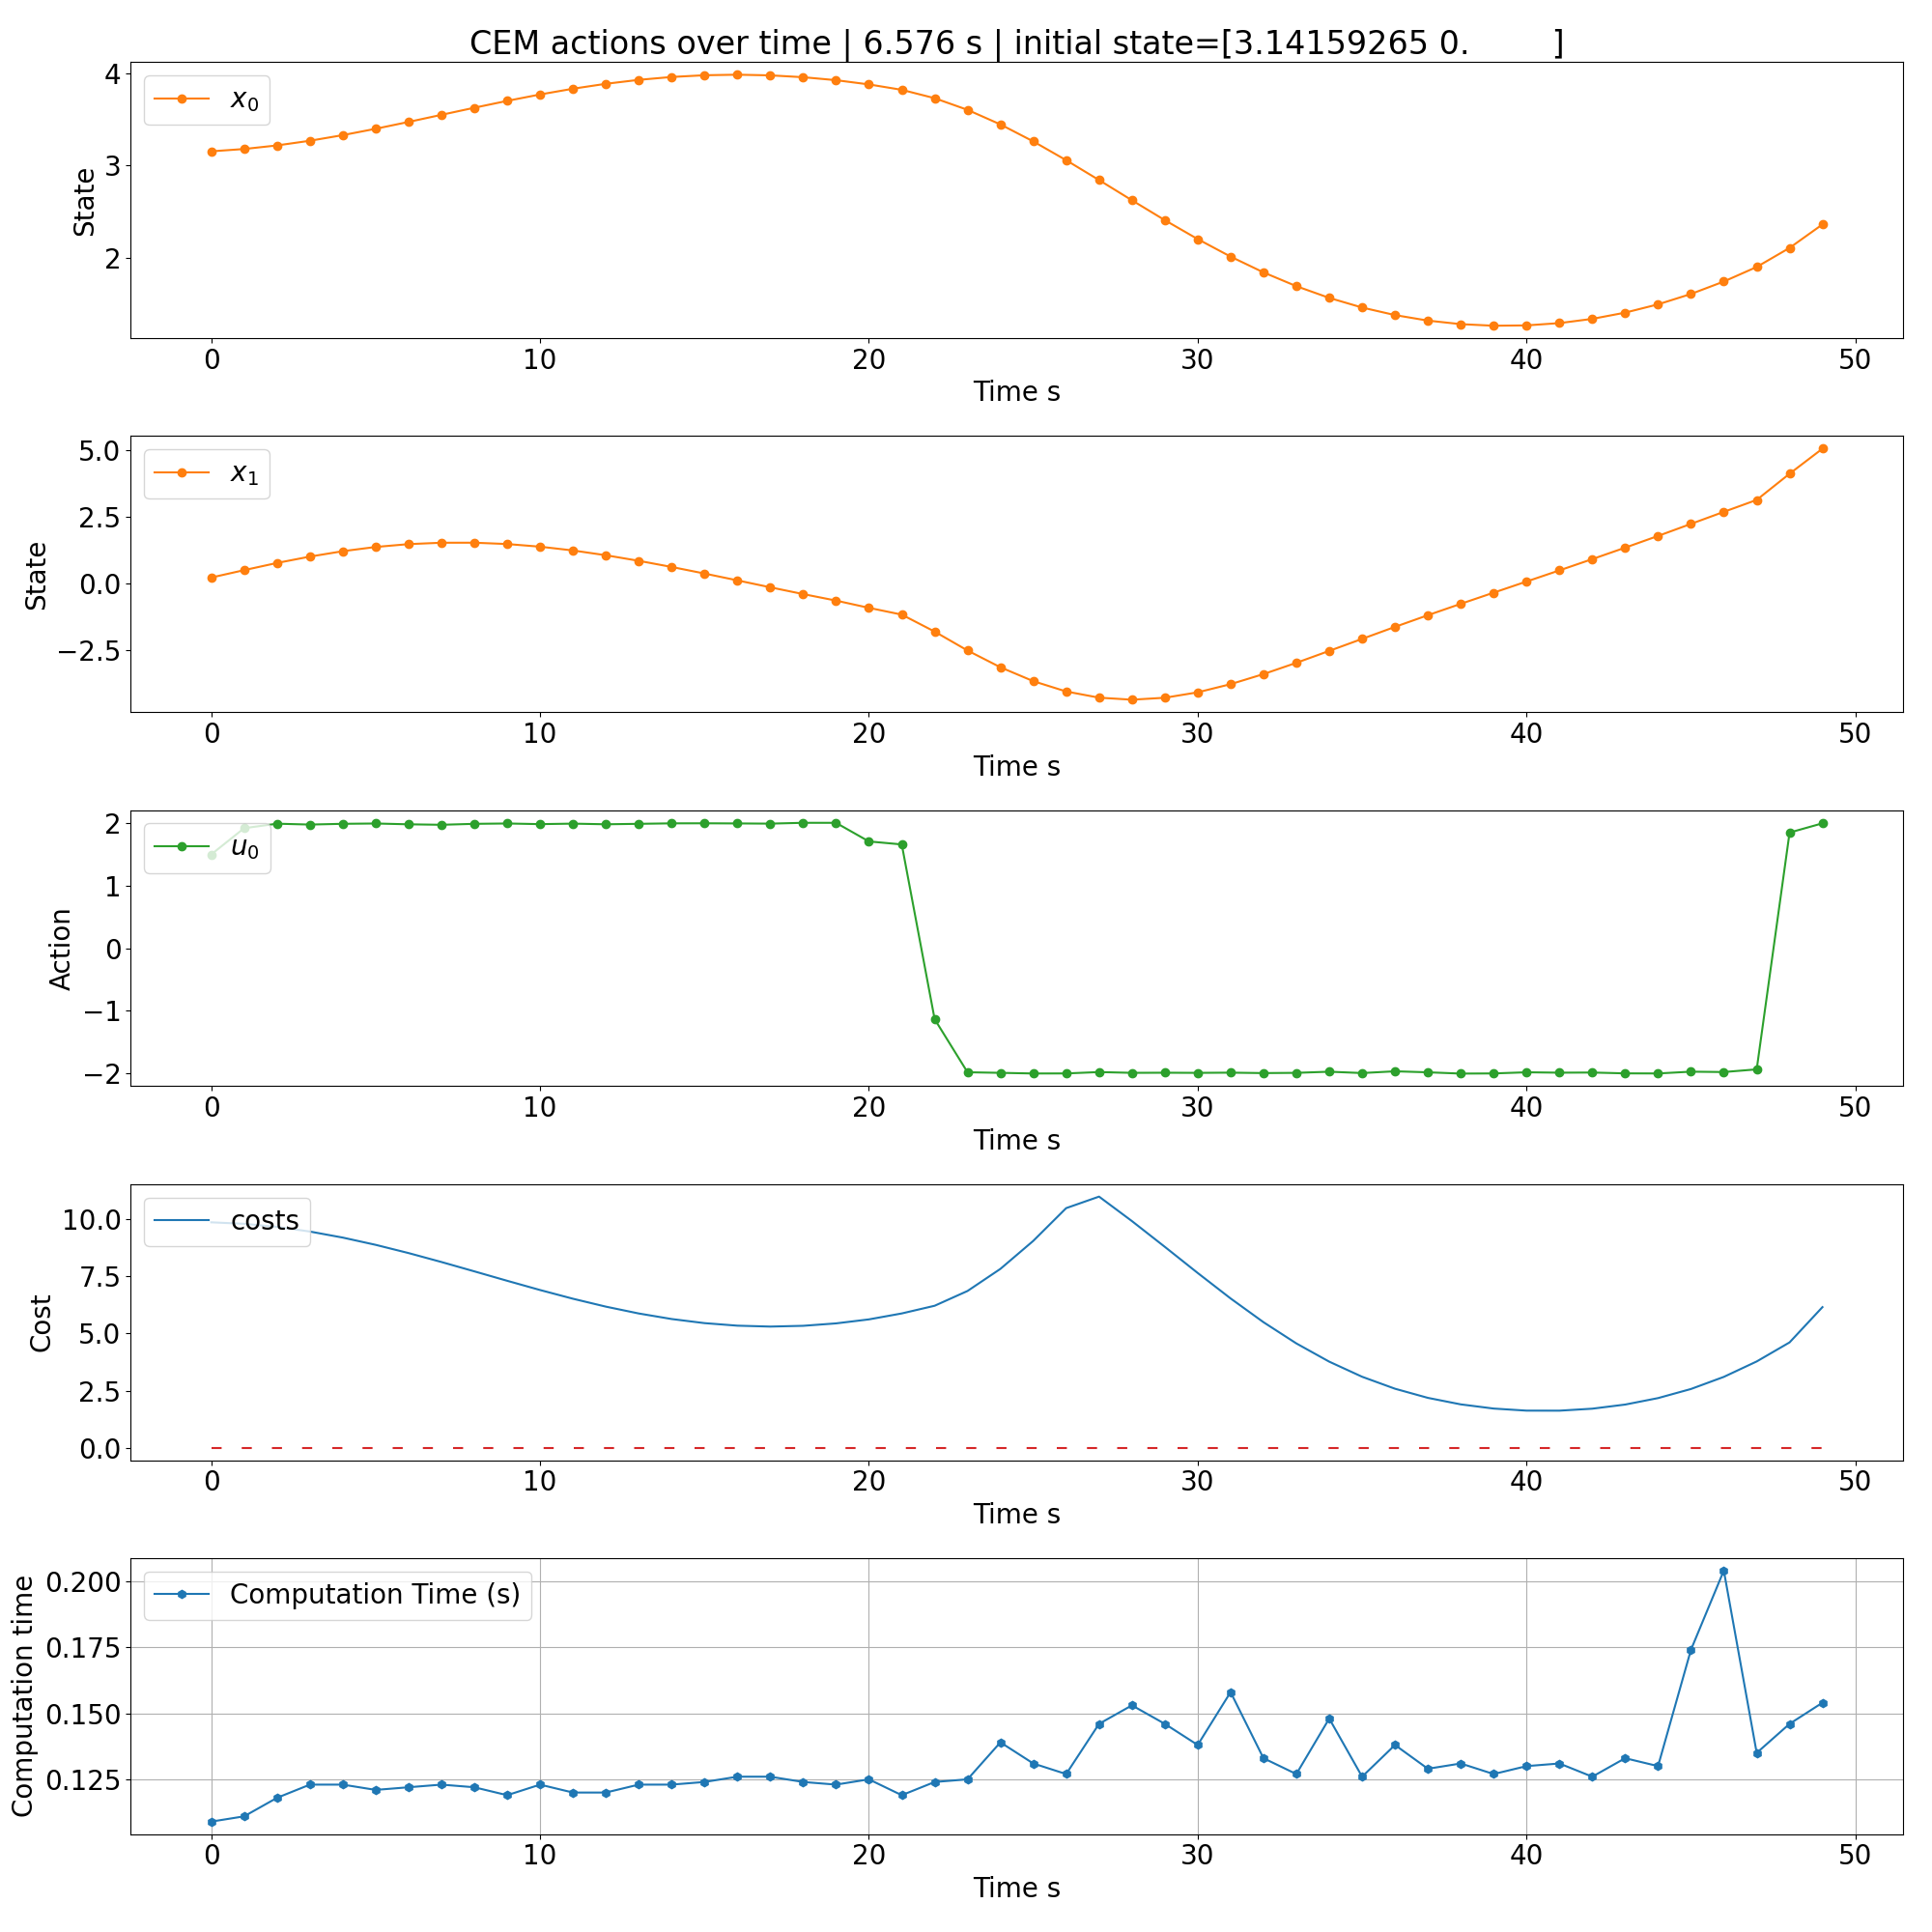 CEM actions over time | 6.576 s | initial state=[3.14159265 0.        ]
4
3
2
State
x0
0 10 20 30 40 50
Time s
5.0
2.5
0.0
−2.5
State
x1
0 10 20 30 40 50
Time s
2
1
0
−1
−2
Action
u0
0 10 20 30 40 50
Time s
10.0
7.5
5.0
2.5
0.0
Cost
costs
0 10 20 30 40 50
Time s
0.200
0.175
0.150
0.125
Computation time
Computation Time (s)
0 10 20 30 40 50
Time s